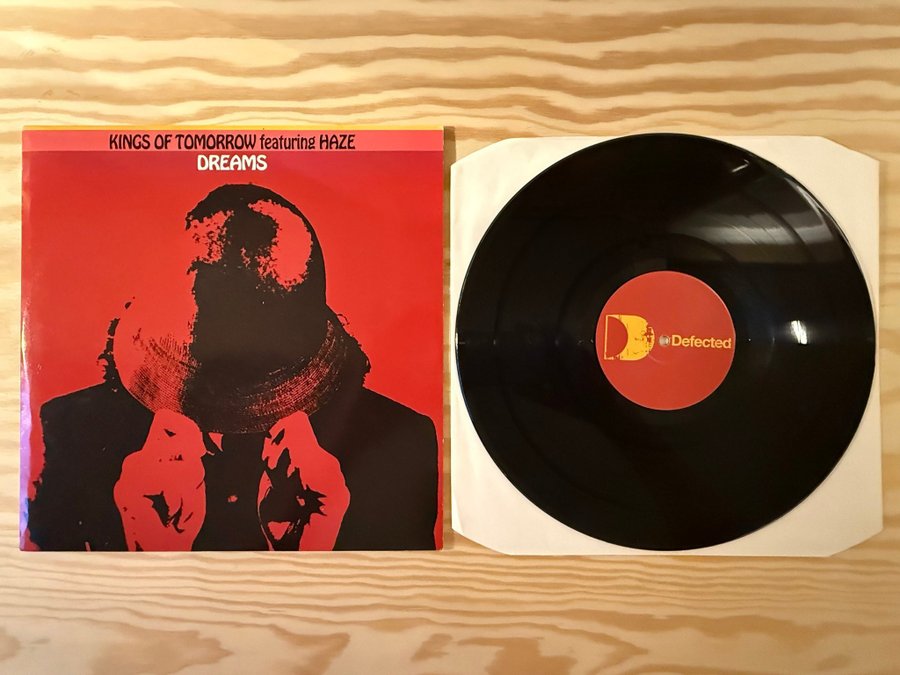 KINGS OF TOMORROW featuring HAZE
DREAMS
Defected